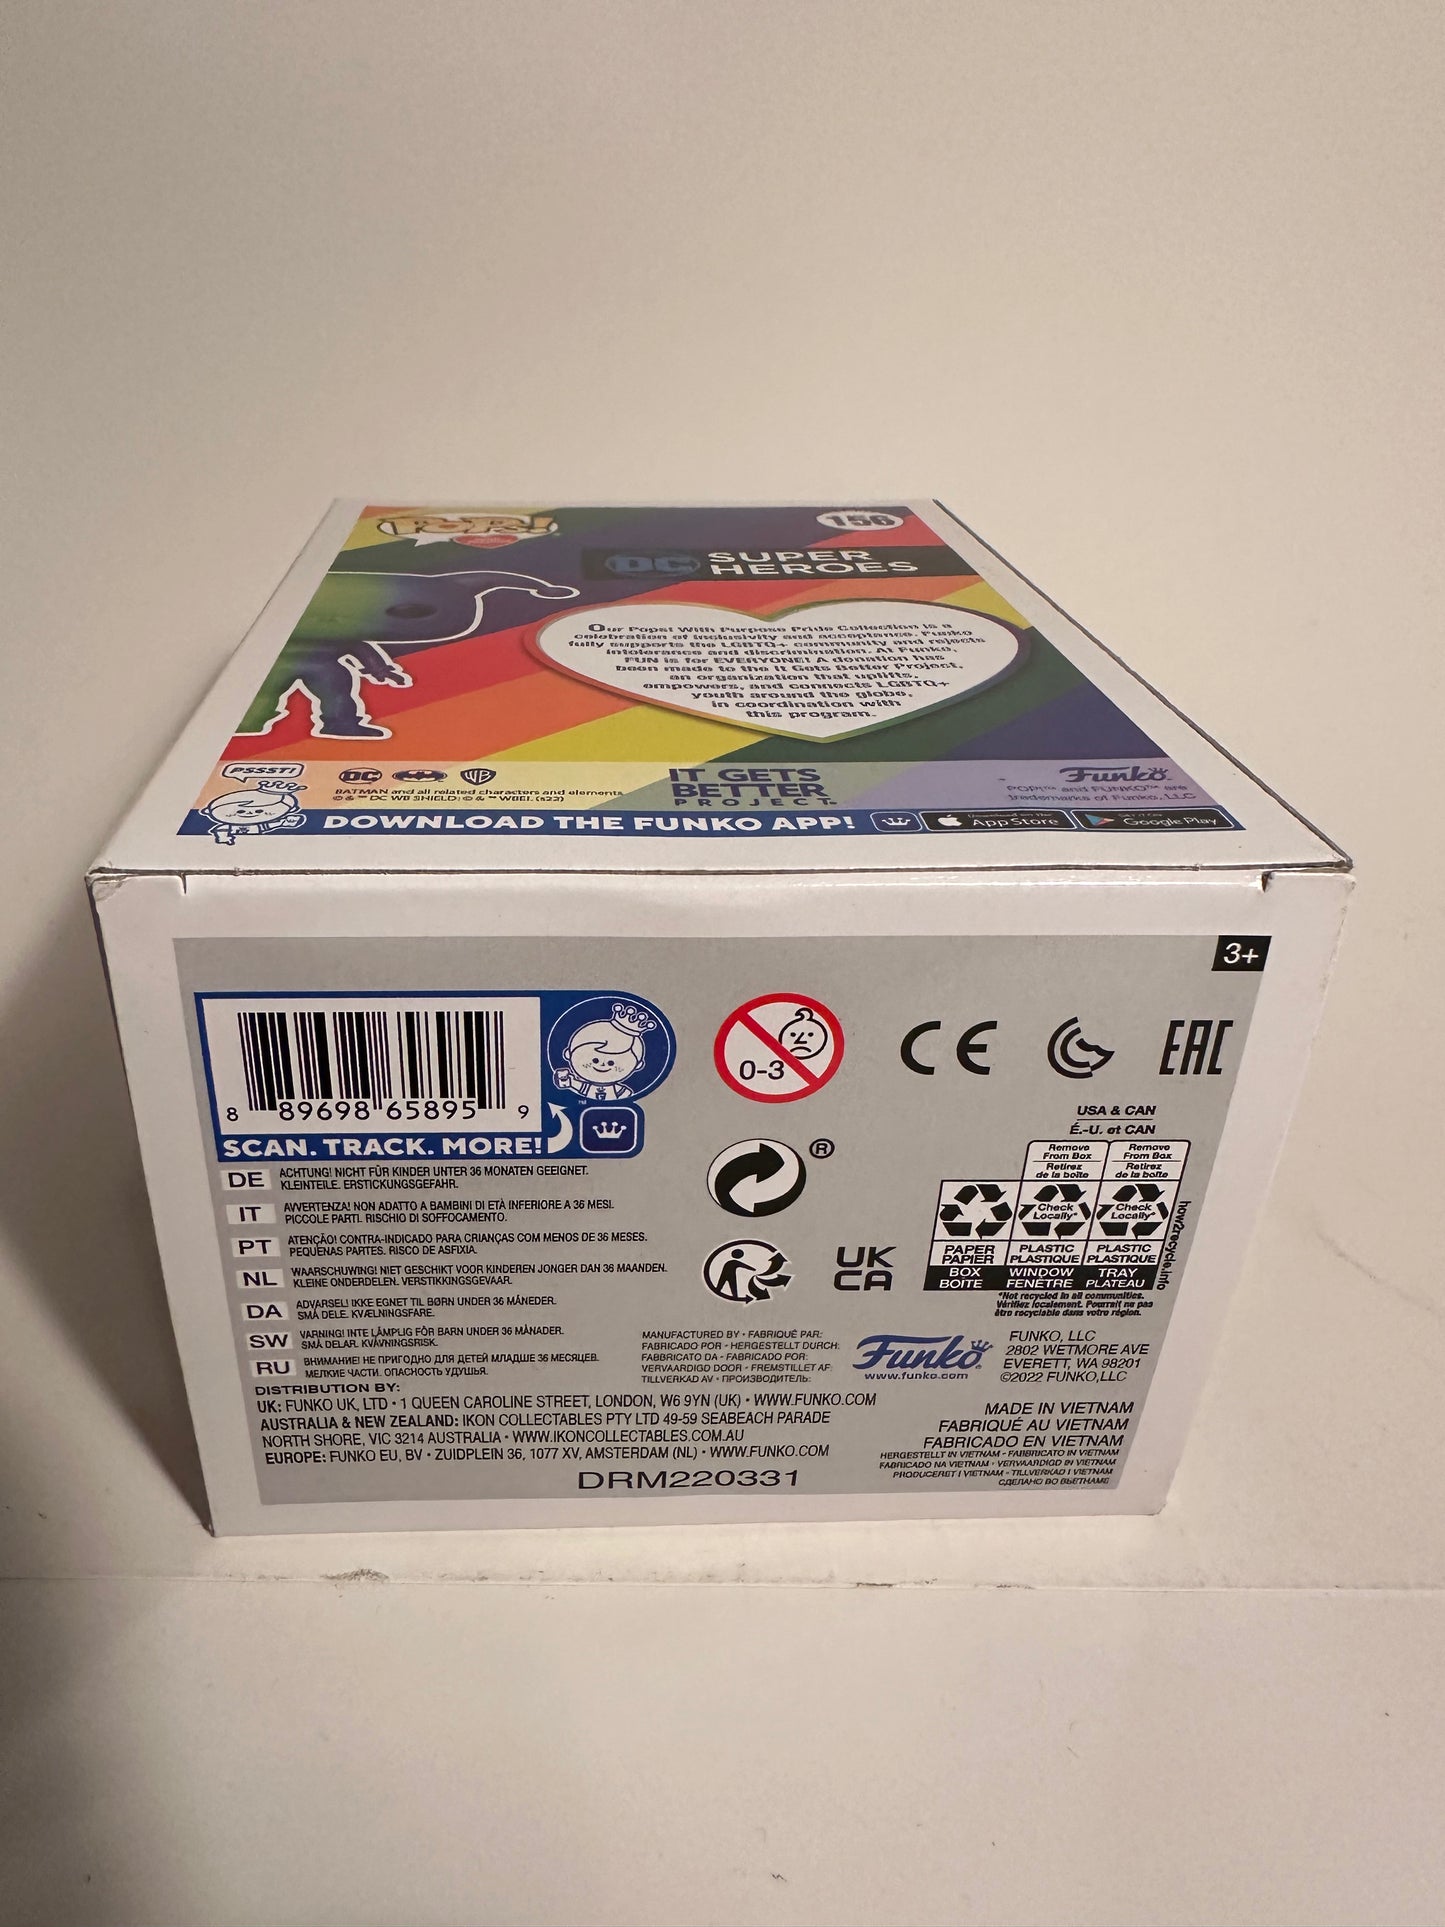 POP!
156
DC SUPER HEROES
Our Pops! With Purpose Pride Collection is a
celebration of inclusivity and acceptance. Funko
fully supports the LGBTQ+ community and rejects
intolerance and discrimination. At Funko,
FUN is for EVERYONE! A donation has
been made to the It Gets Better Project,
an organization that uplifts,
empowers, and connects LGBTQ+
youth around the globe,
in coordination with
this program.
PSSST!
DC WB
BATMAN and all related characters and elements
© & ™ DC. WB SHIELD: © & ™ WBEI. (s22)
IT GETS
BETTER
PROJECT
Funko
POP!™ and FUNKO™ are
trademarks of Funko, LLC
DOWNLOAD THE FUNKO APP!
Download on the
App Store
GET IT ON
Google Play
3+
8 89698 65895 9
SCAN. TRACK. MORE!
0-3
CE
EAC
USA & CAN
É.-U. et CAN
Remove From Box
Retirez de la boîte
Remove From Box
Retirez de la boîte
Check Locally*
Check Locally*
PAPER PAPIER
PLASTIC PLASTIQUE
PLASTIC PLASTIQUE
BOX BOITE
WINDOW FENÊTRE
TRAY PLATEAU
how2recycle.info
*Not recycled in all communities.
Vérifiez localement. Pourrait ne pas
être recyclable dans votre région.
®
UK
CA
DE ACHTUNG! NICHT FÜR KINDER UNTER 36 MONATEN GEEIGNET.
KLEINTEILE. ERSTICKUNGSGEFAHR.
IT AVVERTENZA! NON ADATTO A BAMBINI DI ETÀ INFERIORE A 36 MESI.
PICCOLE PARTI. RISCHIO DI SOFFOCAMENTO.
PT ATENÇÃO! CONTRA-INDICADO PARA CRIANÇAS COM MENOS DE 36 MESES.
PEQUENAS PARTES. RISCO DE ASFIXIA.
NL WAARSCHUWING! NIET GESCHIKT VOOR KINDEREN JONGER DAN 36 MAANDEN.
KLEINE ONDERDELEN. VERSTIKKINGSGEVAAR.
DA ADVARSEL! IKKE EGNET TIL BØRN UNDER 36 MÅNEDER.
SMÅ DELE. KVÆLNINGSFARE.
SW VARNING! INTE LÄMPLIG FÖR BARN UNDER 36 MÅNADER.
SMÅ DELAR. KVÄVNINGSRISK.
RU ВНИМАНИЕ! НЕ ПРИГОДНО ДЛЯ ДЕТЕЙ МЛАДШЕ 36 МЕСЯЦЕВ.
МЕЛКИЕ ЧАСТИ. ОПАСНОСТЬ УДУШЬЯ.
MANUFACTURED BY • FABRIQUÉ PAR:
FABRICADO POR • HERGESTELLT DURCH:
FABBRICATO DA • FABRICADO POR:
VERVAARDIGD DOOR • FREMSTILLET AF:
TILLVERKAD AV • ПРОИЗВОДИТЕЛЬ:
Funko
www.funko.com
FUNKO, LLC
2802 WETMORE AVE
EVERETT, WA 98201
©2022 FUNKO,LLC
DISTRIBUTION BY:
UK: FUNKO UK, LTD • 1 QUEEN CAROLINE STREET, LONDON, W6 9YN (UK) • WWW.FUNKO.COM
AUSTRALIA & NEW ZEALAND: IKON COLLECTABLES PTY LTD 49-59 SEABEACH PARADE
NORTH SHORE, VIC 3214 AUSTRALIA • WWW.IKONCOLLECTABLES.COM.AU
EUROPE: FUNKO EU, BV • ZUIDPLEIN 36, 1077 XV, AMSTERDAM (NL) • WWW.FUNKO.COM
DRM220331
MADE IN VIETNAM
FABRIQUÉ AU VIETNAM
FABRICADO EN VIETNAM
HERGESTELLT IN VIETNAM • FABBRICATO IN VIETNAM
FABRICADO NA VIETNAM • VERVAARDIGD IN VIETNAM
PRODUCERET I VIETNAM • TILLVERKAD I VIETNAM
СДЕЛАНО ВО ВЬЕТНАМЕ